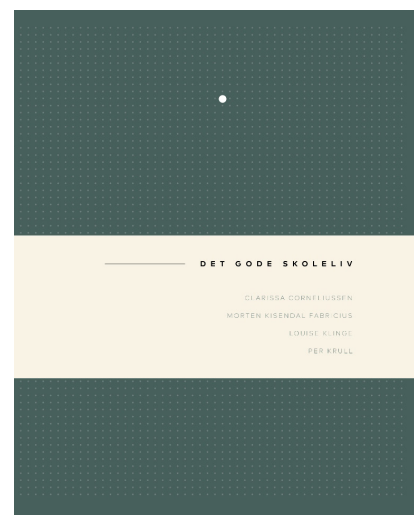 DET GODE SKOLELIV
CLARISSA CORNELIUSSEN
MORTEN KISENDAL FABRICIUS
LOUISE KLINGE
PER KRULL